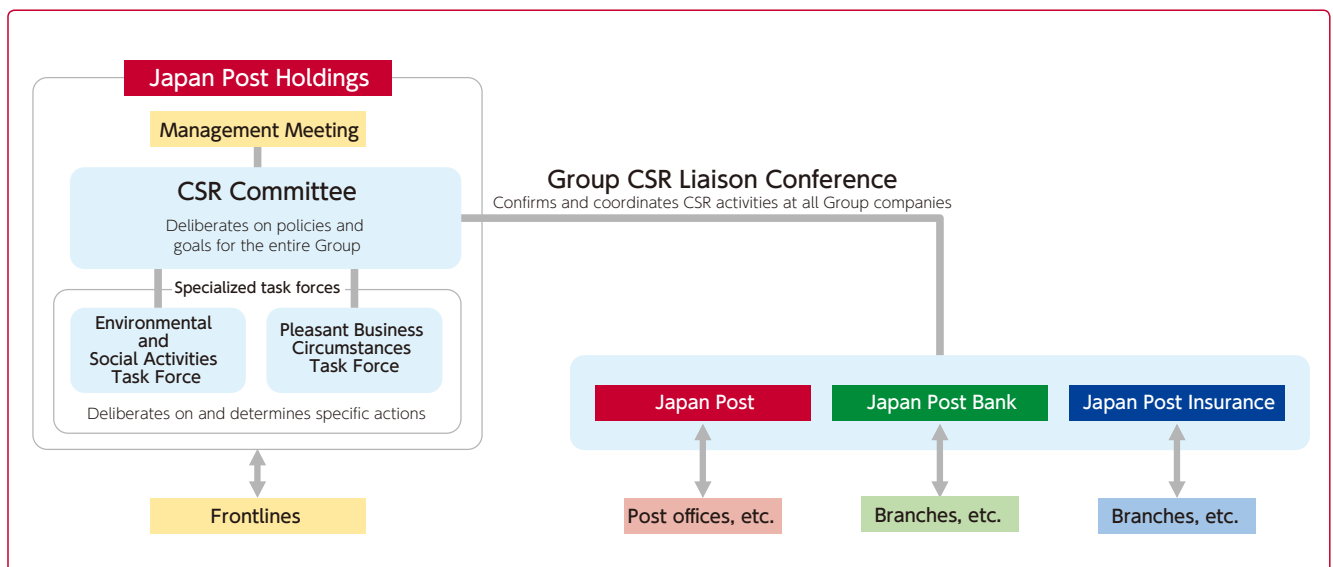 Japan Post Holdings
Management Meeting
CSR Committee
Deliberates on policies and
goals for the entire Group
Specialized task forces
Environmental
and
Social Activities
Task Force
Pleasant Business
Circumstances
Task Force
Deliberates on and determines specific actions
Frontlines
Group CSR Liaison Conference
Confirms and coordinates CSR activities at all Group companies
Japan Post
Japan Post Bank
Japan Post Insurance
Post offices, etc.
Branches, etc.
Branches, etc.